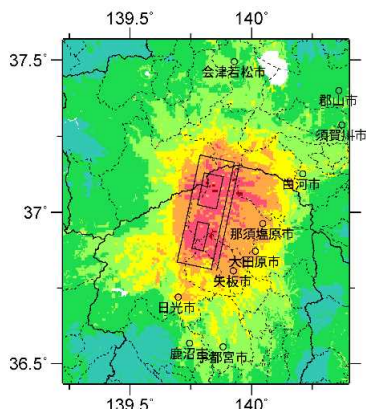 139.5° 140°
37.5°
会津若松市
郡山市
須賀川市
白河市
37°
那須塩原市
大田原市
矢板市
日光市
鹿沼市
宇都宮市
36.5°
139.5° 140°